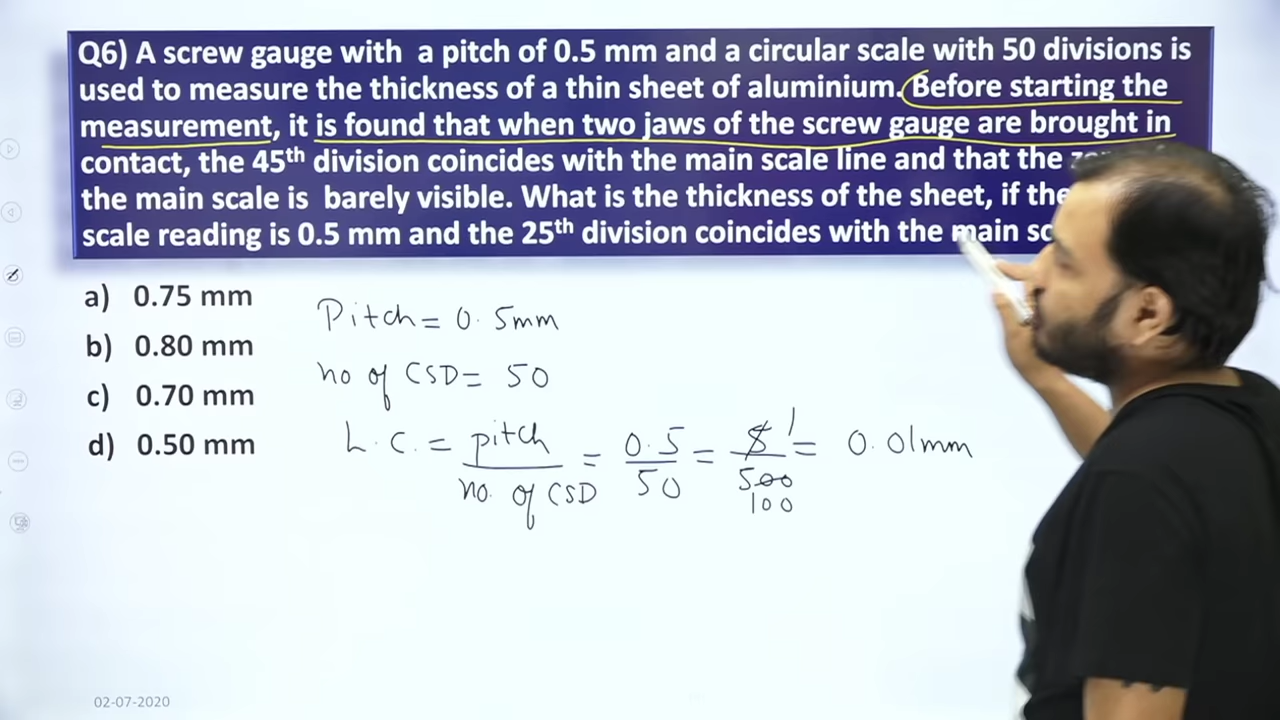 Q6) A screw gauge with a pitch of 0.5 mm and a circular scale with 50 divisions is
used to measure the thickness of a thin sheet of aluminium. Before starting the
measurement, it is found that when two jaws of the screw gauge are brought in
contact, the 45th division coincides with the main scale line and that the
the main scale is barely visible. What is the thickness of the sheet, if the
scale reading is 0.5 mm and the 25th division coincides with the main
a) 0.75 mm
b) 0.80 mm
c) 0.70 mm
d) 0.50 mm
Pitch = 0.5mm
no of CSD = 50
L.C. = pitch / no. of CSD = 0.5 / 50 = 5 1 / 500 100 = 0.01mm
02-07-2020